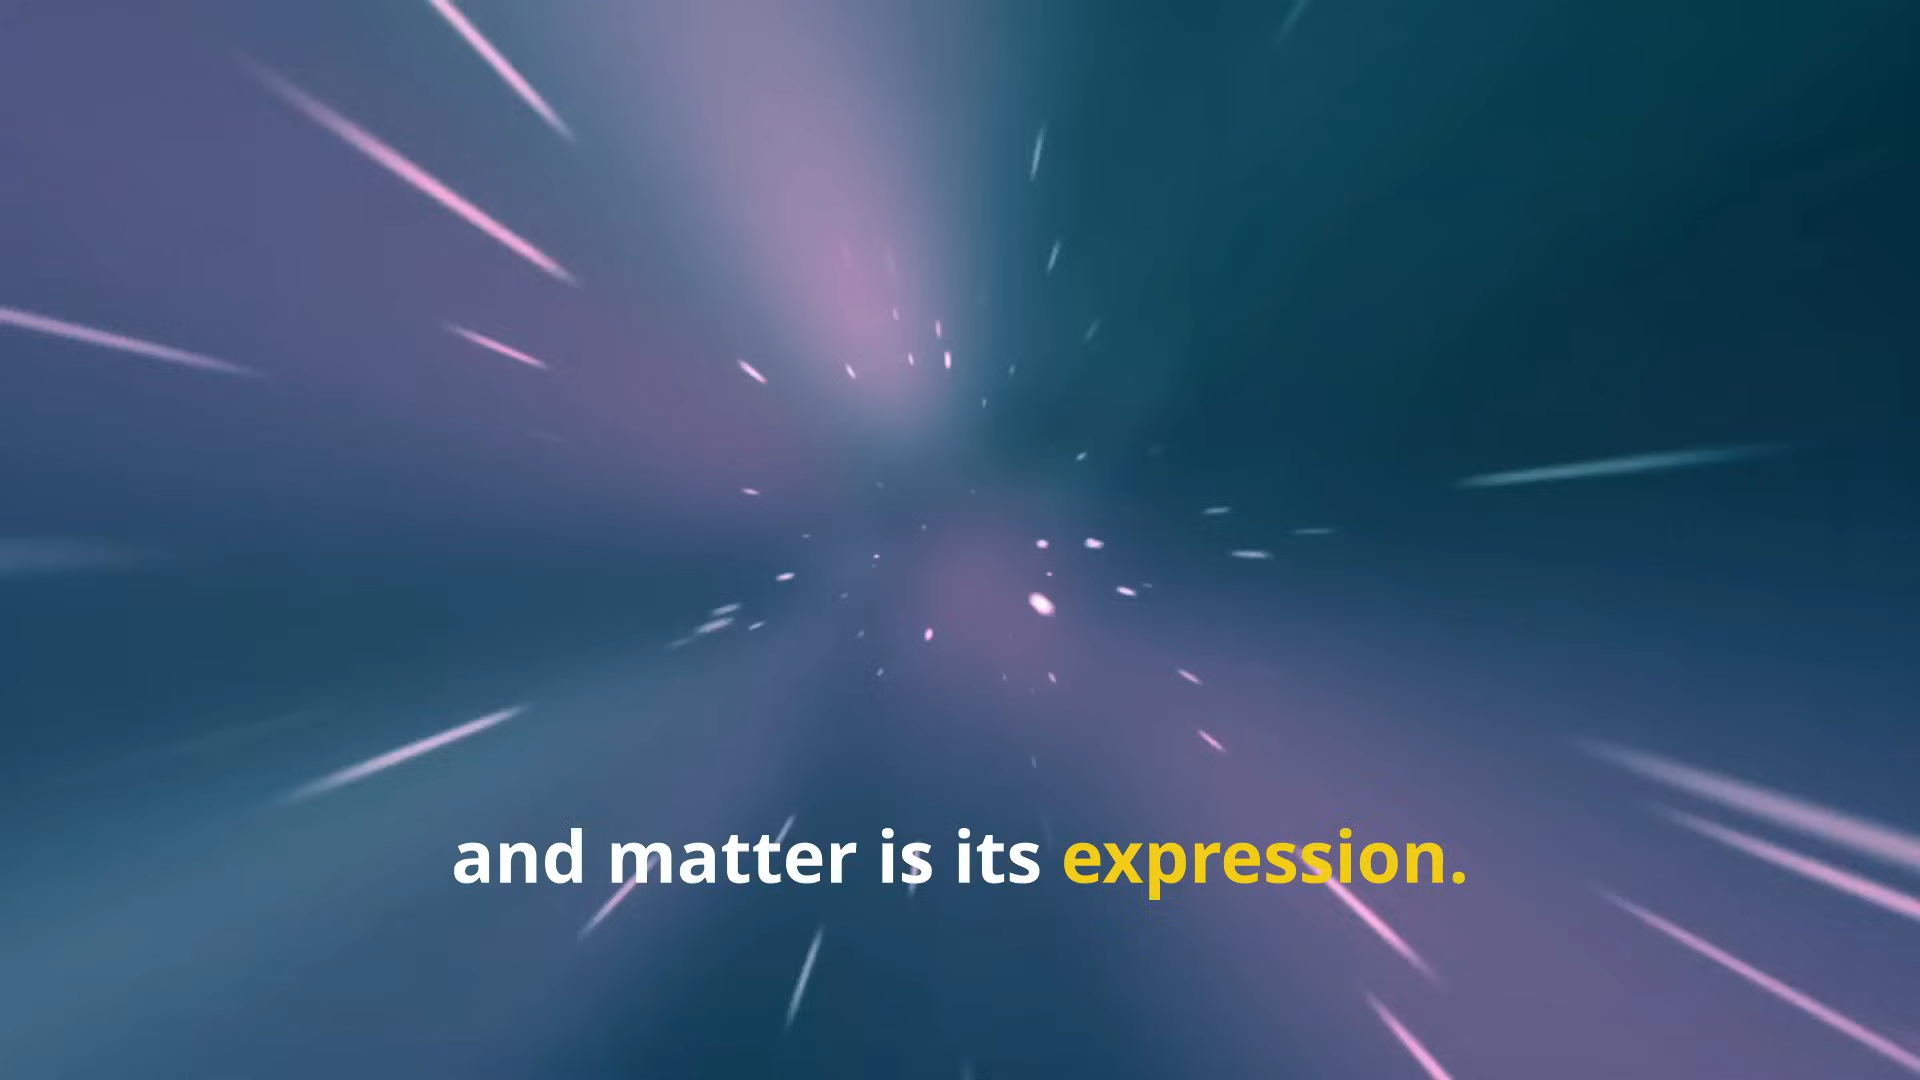 and matter is its expression.